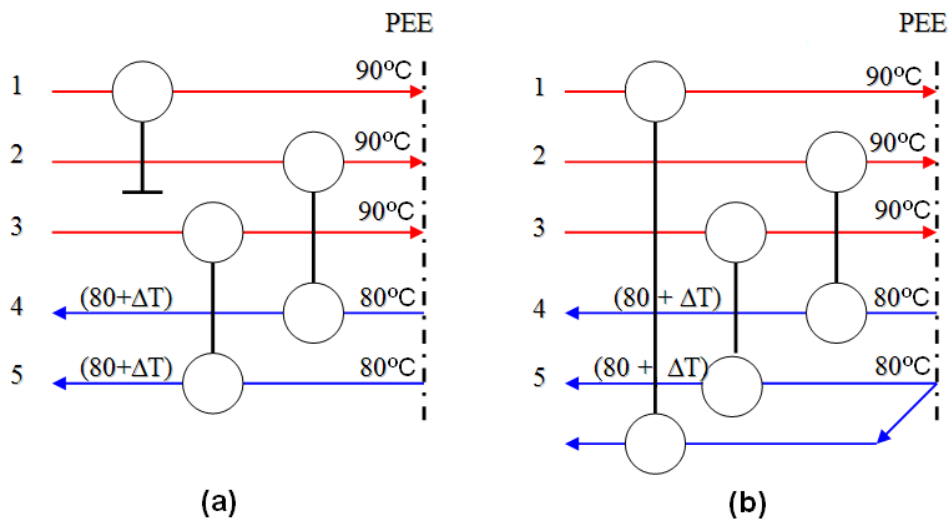 PEE
1 90ºC
2 90ºC
3 90ºC
4 (80+ΔT) 80ºC
5 (80+ΔT) 80ºC
(a)
PEE
1 90ºC
2 90ºC
3 90ºC
4 (80 + ΔT) 80ºC
5 (80 + ΔT) 80ºC
(b)